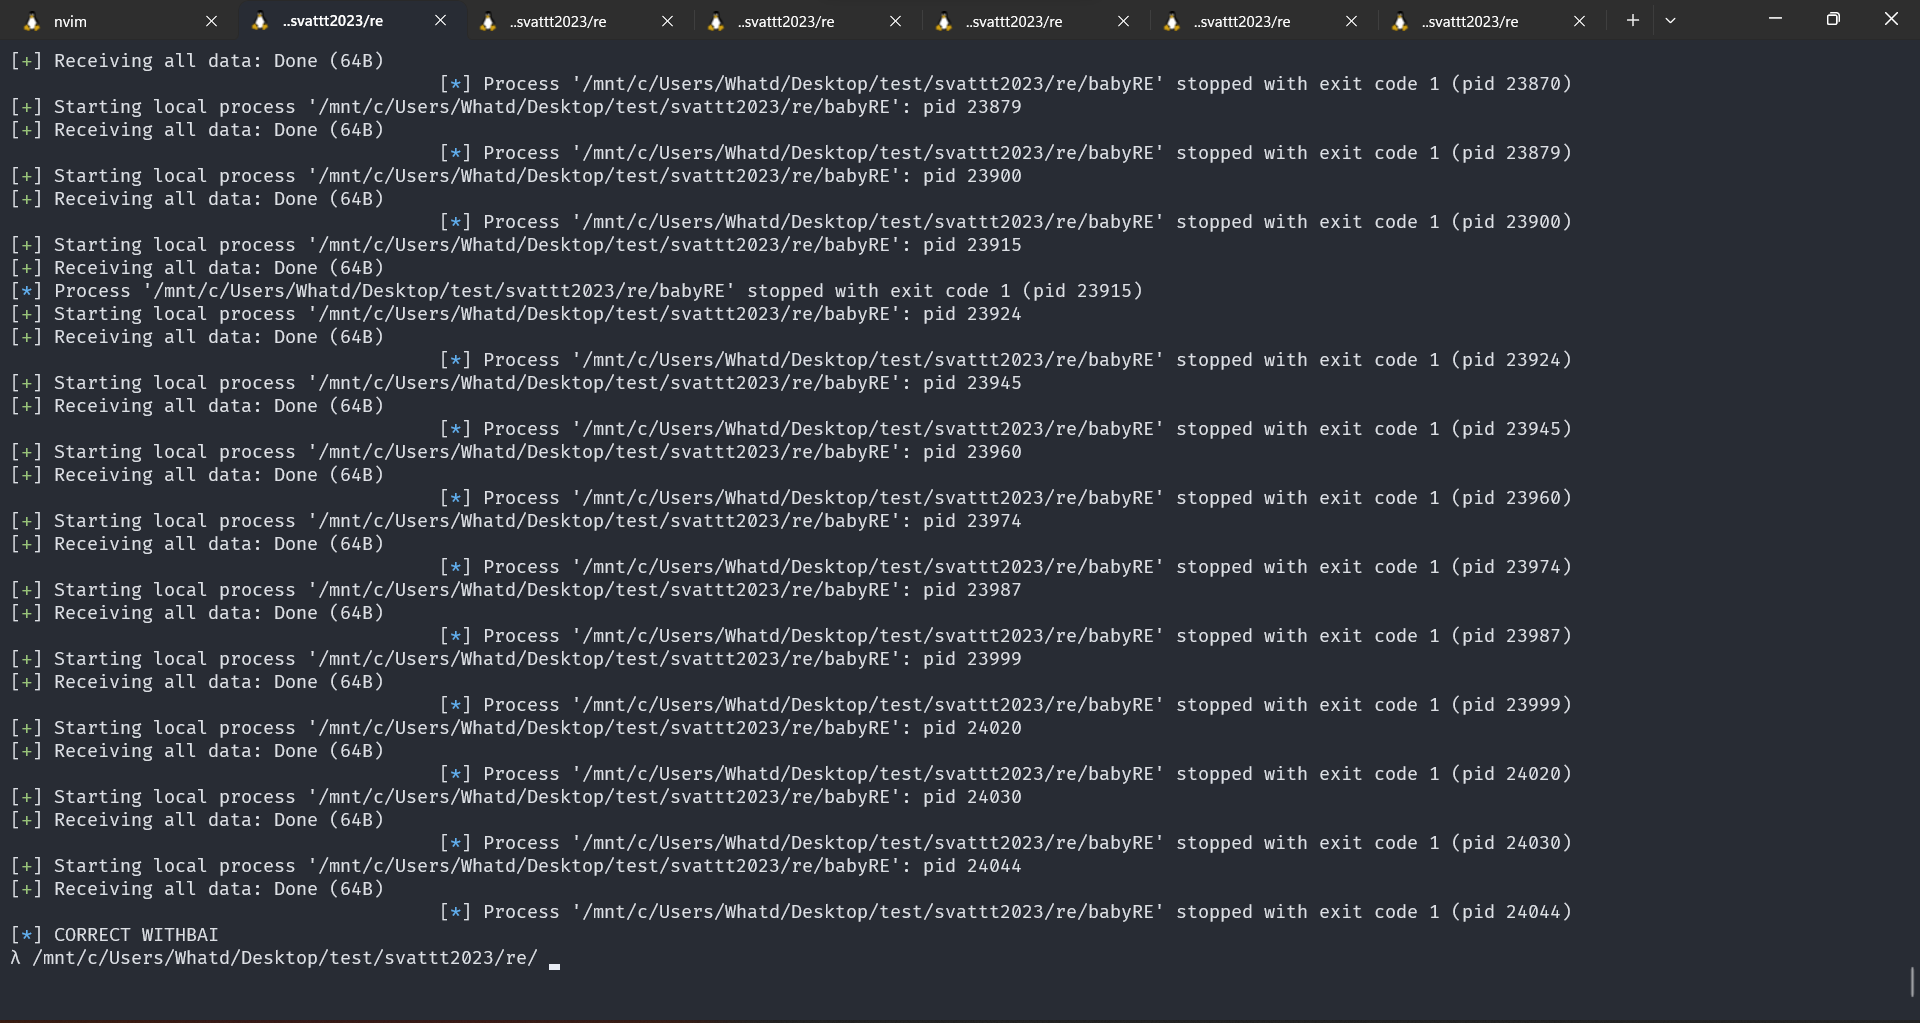 nvim ..svattt2023/re ..svattt2023/re ..svattt2023/re ..svattt2023/re ..svattt2023/re ..svattt2023/re
[+] Receiving all data: Done (64B)
[*] Process '/mnt/c/Users/Whatd/Desktop/test/svattt2023/re/babyRE' stopped with exit code 1 (pid 23870)
[+] Starting local process '/mnt/c/Users/Whatd/Desktop/test/svattt2023/re/babyRE': pid 23879
[+] Receiving all data: Done (64B)
[*] Process '/mnt/c/Users/Whatd/Desktop/test/svattt2023/re/babyRE' stopped with exit code 1 (pid 23879)
[+] Starting local process '/mnt/c/Users/Whatd/Desktop/test/svattt2023/re/babyRE': pid 23900
[+] Receiving all data: Done (64B)
[*] Process '/mnt/c/Users/Whatd/Desktop/test/svattt2023/re/babyRE' stopped with exit code 1 (pid 23900)
[+] Starting local process '/mnt/c/Users/Whatd/Desktop/test/svattt2023/re/babyRE': pid 23915
[+] Receiving all data: Done (64B)
[*] Process '/mnt/c/Users/Whatd/Desktop/test/svattt2023/re/babyRE' stopped with exit code 1 (pid 23915)
[+] Starting local process '/mnt/c/Users/Whatd/Desktop/test/svattt2023/re/babyRE': pid 23924
[+] Receiving all data: Done (64B)
[*] Process '/mnt/c/Users/Whatd/Desktop/test/svattt2023/re/babyRE' stopped with exit code 1 (pid 23924)
[+] Starting local process '/mnt/c/Users/Whatd/Desktop/test/svattt2023/re/babyRE': pid 23945
[+] Receiving all data: Done (64B)
[*] Process '/mnt/c/Users/Whatd/Desktop/test/svattt2023/re/babyRE' stopped with exit code 1 (pid 23945)
[+] Starting local process '/mnt/c/Users/Whatd/Desktop/test/svattt2023/re/babyRE': pid 23960
[+] Receiving all data: Done (64B)
[*] Process '/mnt/c/Users/Whatd/Desktop/test/svattt2023/re/babyRE' stopped with exit code 1 (pid 23960)
[+] Starting local process '/mnt/c/Users/Whatd/Desktop/test/svattt2023/re/babyRE': pid 23974
[+] Receiving all data: Done (64B)
[*] Process '/mnt/c/Users/Whatd/Desktop/test/svattt2023/re/babyRE' stopped with exit code 1 (pid 23974)
[+] Starting local process '/mnt/c/Users/Whatd/Desktop/test/svattt2023/re/babyRE': pid 23987
[+] Receiving all data: Done (64B)
[*] Process '/mnt/c/Users/Whatd/Desktop/test/svattt2023/re/babyRE' stopped with exit code 1 (pid 23987)
[+] Starting local process '/mnt/c/Users/Whatd/Desktop/test/svattt2023/re/babyRE': pid 23999
[+] Receiving all data: Done (64B)
[*] Process '/mnt/c/Users/Whatd/Desktop/test/svattt2023/re/babyRE' stopped with exit code 1 (pid 23999)
[+] Starting local process '/mnt/c/Users/Whatd/Desktop/test/svattt2023/re/babyRE': pid 24020
[+] Receiving all data: Done (64B)
[*] Process '/mnt/c/Users/Whatd/Desktop/test/svattt2023/re/babyRE' stopped with exit code 1 (pid 24020)
[+] Starting local process '/mnt/c/Users/Whatd/Desktop/test/svattt2023/re/babyRE': pid 24030
[+] Receiving all data: Done (64B)
[*] Process '/mnt/c/Users/Whatd/Desktop/test/svattt2023/re/babyRE' stopped with exit code 1 (pid 24030)
[+] Starting local process '/mnt/c/Users/Whatd/Desktop/test/svattt2023/re/babyRE': pid 24044
[+] Receiving all data: Done (64B)
[*] Process '/mnt/c/Users/Whatd/Desktop/test/svattt2023/re/babyRE' stopped with exit code 1 (pid 24044)
[*] CORRECT WITHBAI
λ /mnt/c/Users/Whatd/Desktop/test/svattt2023/re/